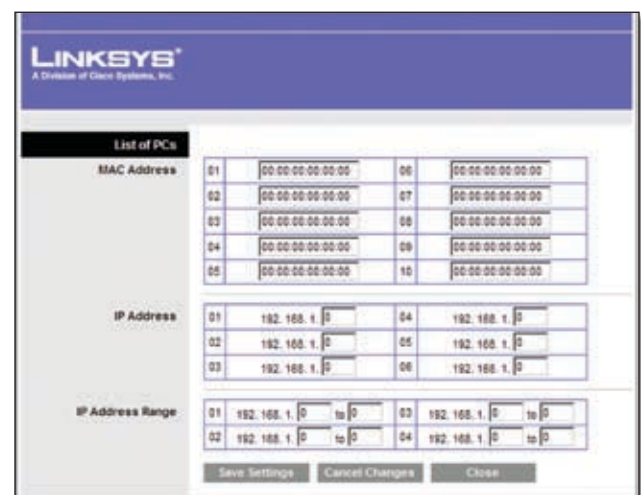 LINKSYS®
A Division of Cisco Systems, Inc.
List of PCs
MAC Address
01 00:00:00:00:00:00 06 00:00:00:00:00:00
02 00:00:00:00:00:00 07 00:00:00:00:00:00
03 00:00:00:00:00:00 08 00:00:00:00:00:00
04 00:00:00:00:00:00 09 00:00:00:00:00:00
05 00:00:00:00:00:00 10 00:00:00:00:00:00
IP Address
01 192. 168. 1. 0 04 192. 168. 1. 0
02 192. 168. 1. 0 05 192. 168. 1. 0
03 192. 168. 1. 0 06 192. 168. 1. 0
IP Address Range
01 192. 168. 1. 0 to 0 03 192. 168. 1. 0 to 0
02 192. 168. 1. 0 to 0 04 192. 168. 1. 0 to 0
Save Settings Cancel Changes Close